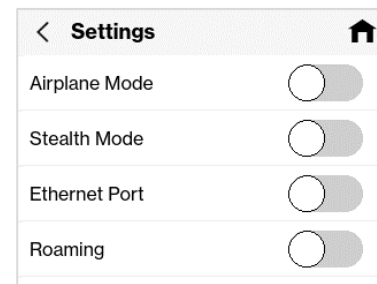 Settings
Airplane Mode
Stealth Mode
Ethernet Port
Roaming